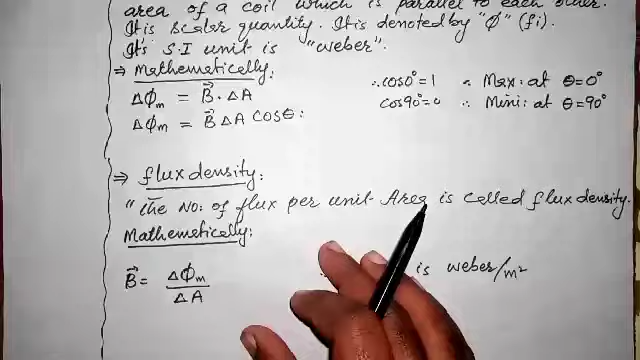 area of a coil which is parallel to each other.
It is scalar quantity. It is denoted by "φ" (fi).
It's S.I unit is "weber".
⇒ Mathematically:
Δφₘ = B⃗ · ΔA
Δφₘ = B⃗ ΔA cosθ:
∴ cos0° = 1 ∴ Max: at θ=0°
cos90° = 0 ∴ Mini: at θ=90°
⇒ flux density:
"The No: of flux per unit Area is called flux density.
Mathematically:
B⃗ = Δφₘ / ΔA
is weber/m²